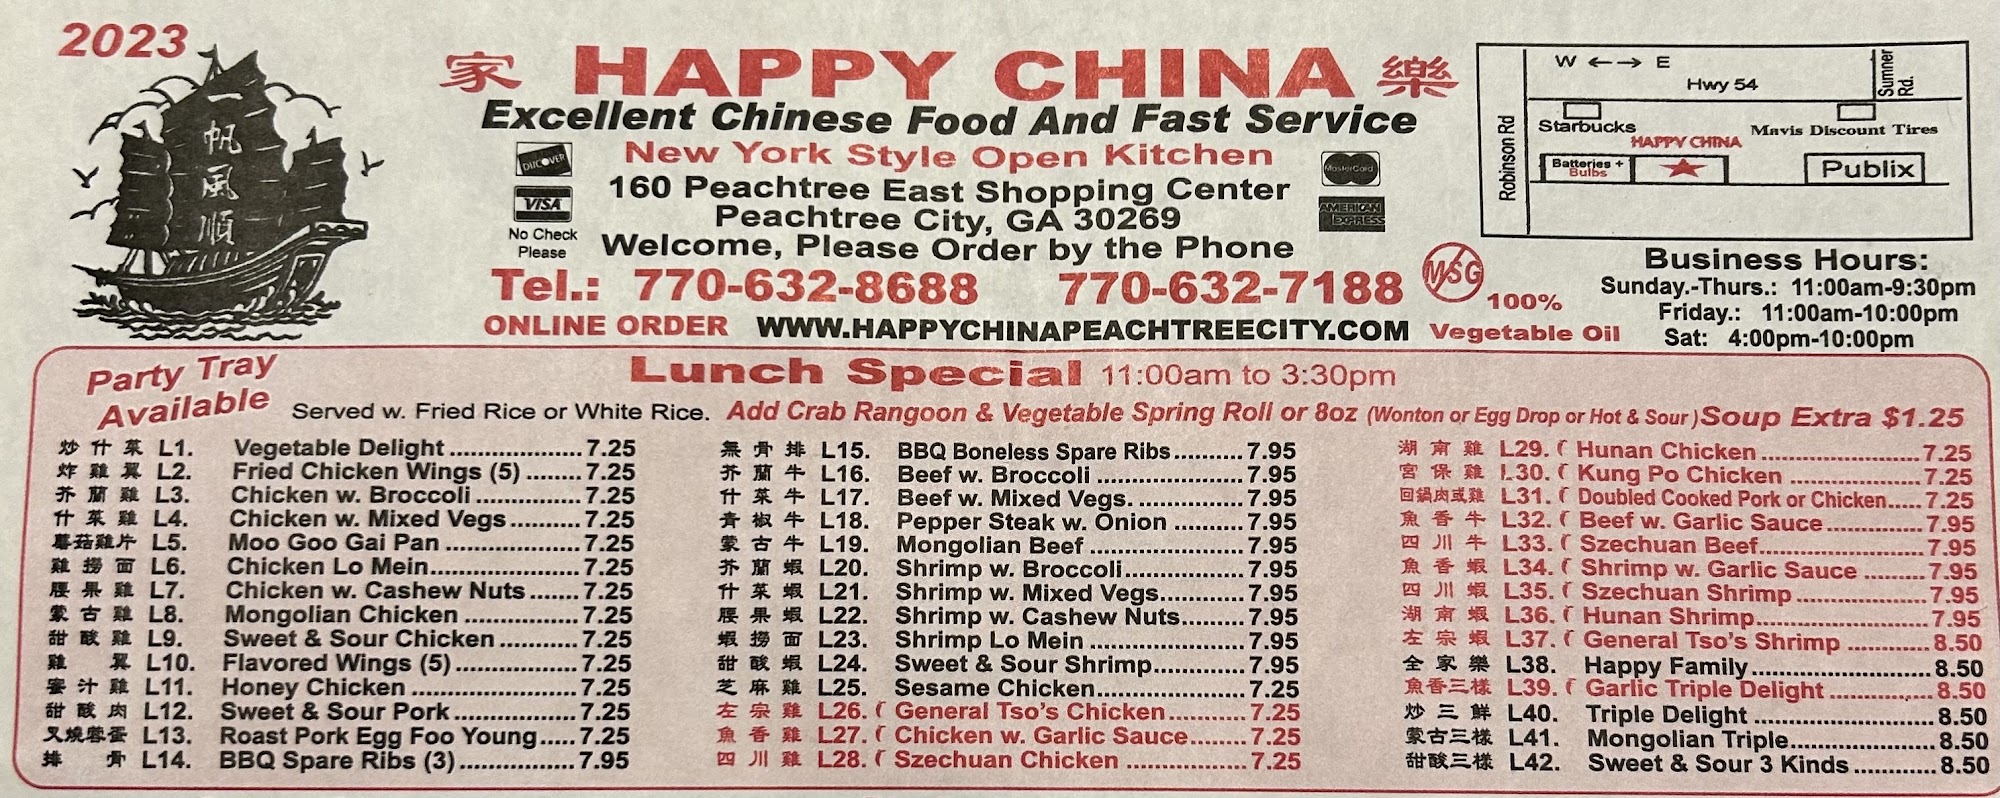 2023
一帆風順
家 HAPPY CHINA 樂
Excellent Chinese Food And Fast Service
New York Style Open Kitchen
160 Peachtree East Shopping Center
Peachtree City, GA 30269
Welcome, Please Order by the Phone
Tel.: 770-632-8688 770-632-7188
ONLINE ORDER WWW.HAPPYCHINAPEACHTREECITY.COM
DISCOVER
VISA
No Check
Please
MasterCard
AMERICAN
EXPRESS
MSG
100%
Vegetable Oil
W E
Hwy 54
Sumner
Rd.
Robinson Rd
Starbucks
Mavis Discount Tires
HAPPY CHINA
Batteries +
Bulbs
Publix
Business Hours:
Sunday.-Thurs.: 11:00am-9:30pm
Friday.: 11:00am-10:00pm
Sat: 4:00pm-10:00pm
Party Tray
Available
Lunch Special 11:00am to 3:30pm
Served w. Fried Rice or White Rice. Add Crab Rangoon & Vegetable Spring Roll or 8oz (Wonton or Egg Drop or Hot & Sour) Soup Extra $1.25
炒什菜 L1. Vegetable Delight 7.25
炸雞翼 L2. Fried Chicken Wings (5) 7.25
芥蘭雞 L3. Chicken w. Broccoli 7.25
什菜雞 L4. Chicken w. Mixed Vegs 7.25
蘑菇雞片 L5. Moo Goo Gai Pan 7.25
雞撈面 L6. Chicken Lo Mein 7.25
腰果雞 L7. Chicken w. Cashew Nuts 7.25
蒙古雞 L8. Mongolian Chicken 7.25
甜酸雞 L9. Sweet & Sour Chicken 7.25
雞翼 L10. Flavored Wings (5) 7.25
蜜汁雞 L11. Honey Chicken 7.25
甜酸肉 L12. Sweet & Sour Pork 7.25
叉燒蓉蛋 L13. Roast Pork Egg Foo Young 7.25
排骨 L14. BBQ Spare Ribs (3) 7.95
無骨排 L15. BBQ Boneless Spare Ribs 7.95
芥蘭牛 L16. Beef w. Broccoli 7.95
什菜牛 L17. Beef w. Mixed Vegs. 7.95
青椒牛 L18. Pepper Steak w. Onion 7.95
蒙古牛 L19. Mongolian Beef 7.95
芥蘭蝦 L20. Shrimp w. Broccoli 7.95
什菜蝦 L21. Shrimp w. Mixed Vegs 7.95
腰果蝦 L22. Shrimp w. Cashew Nuts 7.95
蝦撈面 L23. Shrimp Lo Mein 7.95
甜酸蝦 L24. Sweet & Sour Shrimp 7.95
芝麻雞 L25. Sesame Chicken 7.25
左宗雞 L26. General Tso's Chicken 7.25
魚香雞 L27. Chicken w. Garlic Sauce 7.25
四川雞 L28. Szechuan Chicken 7.25
湖南雞 L29. Hunan Chicken 7.25
宮保雞 L30. Kung Po Chicken 7.25
回鍋肉或雞 L31. Doubled Cooked Pork or Chicken 7.25
魚香牛 L32. Beef w. Garlic Sauce 7.95
四川牛 L33. Szechuan Beef 7.95
魚香蝦 L34. Shrimp w. Garlic Sauce 7.95
四川蝦 L35. Szechuan Shrimp 7.95
湖南蝦 L36. Hunan Shrimp 7.95
左宗蝦 L37. General Tso's Shrimp 8.50
全家樂 L38. Happy Family 8.50
魚香三樣 L39. Garlic Triple Delight 8.50
炒三鮮 L40. Triple Delight 8.50
蒙古三樣 L41. Mongolian Triple 8.50
甜酸三樣 L42. Sweet & Sour 3 Kinds 8.50